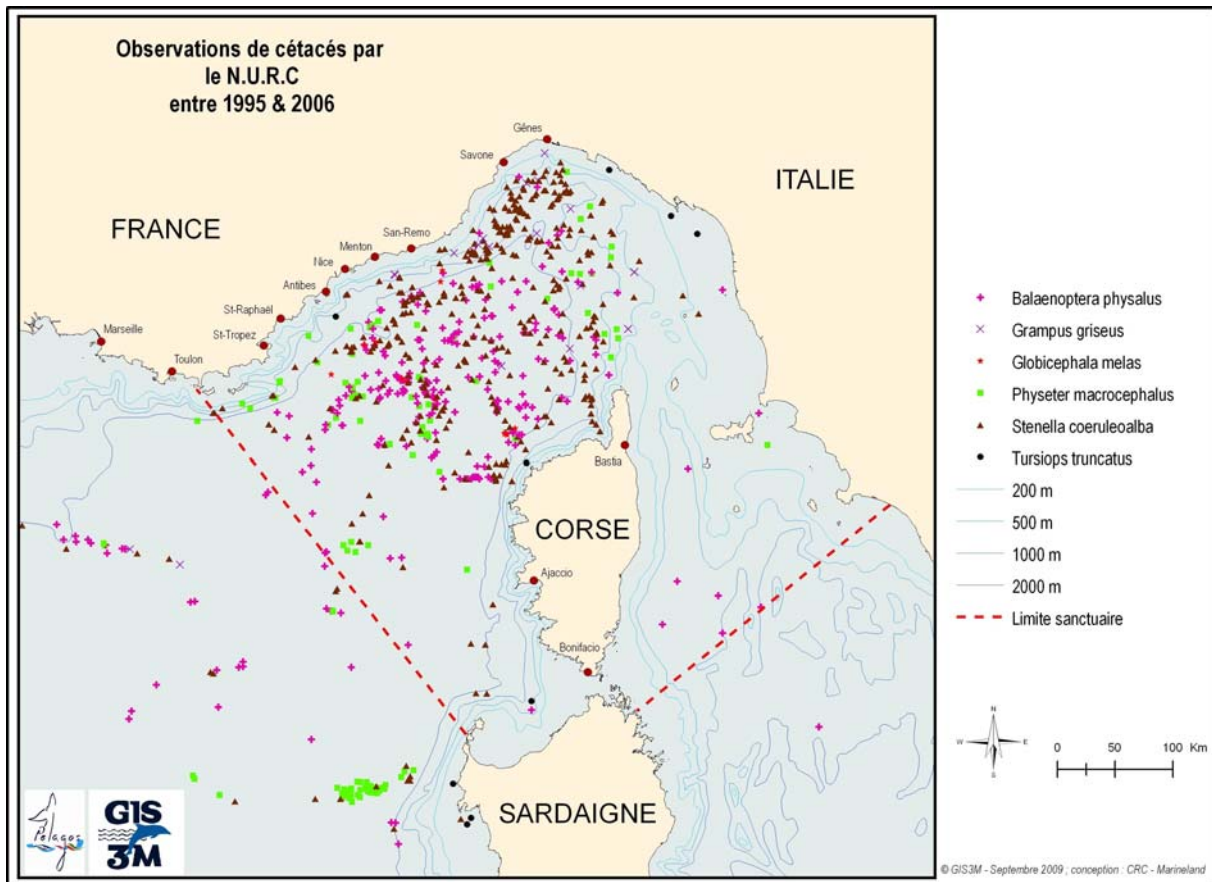 Observations de cétacés par
le N.U.R.C
entre 1995 & 2006
Gênes
Savone
ITALIE
FRANCE
San-Remo
Menton
Nice
Antibes
St-Raphaël
St-Tropez
Marseille
Toulon
Bastia
CORSE
Ajaccio
Bonifacio
SARDAIGNE
Balaenoptera physalus
Grampus griseus
Globicephala melas
Physeter macrocephalus
Stenella coeruleoalba
Tursiops truncatus
200 m
500 m
1000 m
2000 m
Limite sanctuaire
N
W E
S
0 50 100 Km
Pelagos
GIS
3M
© GIS3M - Septembre 2009 ; conception : CRC - Marineland